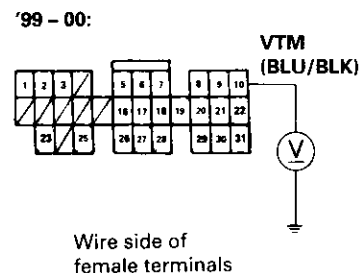 '99 – 00:
VTM
(BLU/BLK)
1 2 3 5 6 7 8 9 10
16 17 18 19 20 21 22
23 25 26 27 28 29 30 31
V
Wire side of
female terminals